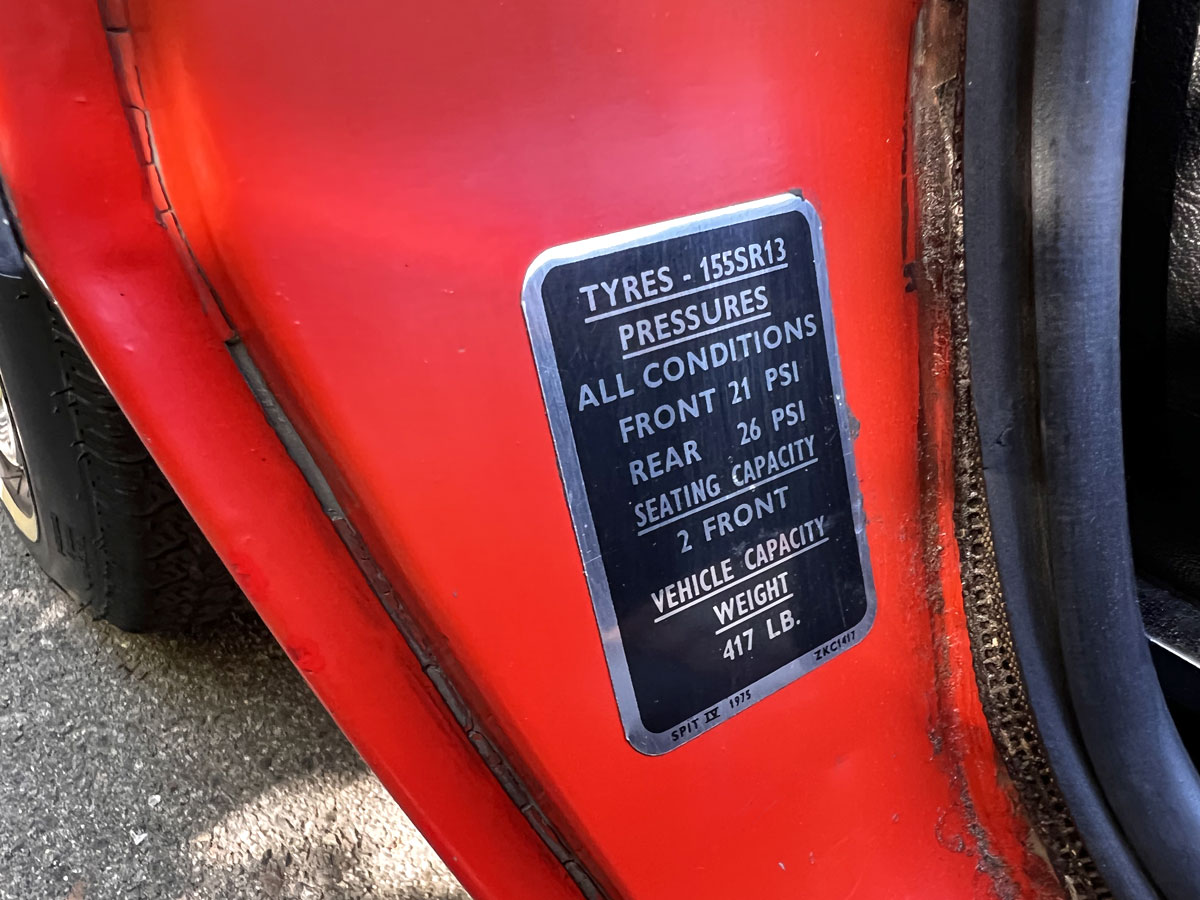 TYRES - 155SR13
PRESSURES
ALL CONDITIONS
FRONT 21 PSI
REAR 26 PSI
SEATING CAPACITY
2 FRONT
VEHICLE CAPACITY
WEIGHT
417 LB.
SPIT IV 1975 ZKC1417